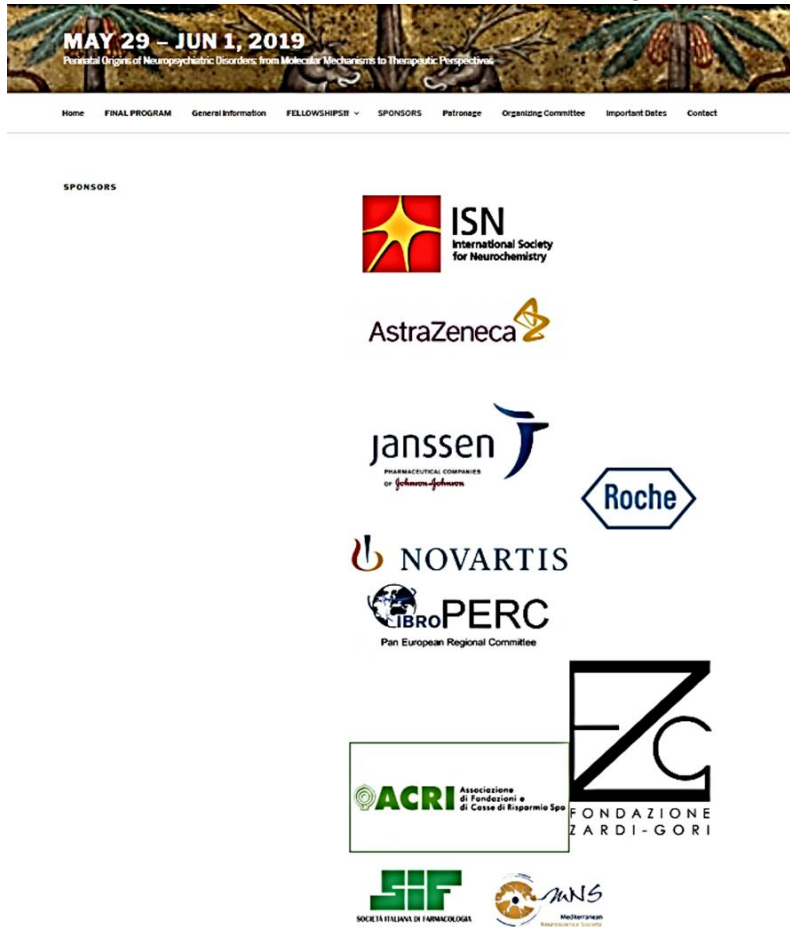 MAY 29 – JUN 1, 2019
Perinatal Origins of Neuropsychiatric Disorders: from Molecular Mechanisms to Therapeutic Perspectives
Home FINAL PROGRAM General Information FELLOWSHIPS!!! SPONSORS Patronage Organizing Committee Important Dates Contact
SPONSORS
ISN
International Society
for Neurochemistry
AstraZeneca
janssen
PHARMACEUTICAL COMPANIES
OF Johnson-Johnson
Roche
NOVARTIS
IBRO PERC
Pan European Regional Committee
FZG
ACRI
Associazione
di Fondazioni e
di Casse di Risparmio Spa
FONDAZIONE
ZARDI-GORI
SIF
SOCIETÀ ITALIANA DI FARMACOLOGIA
MNS
Mediterranean
Neuroscience Society